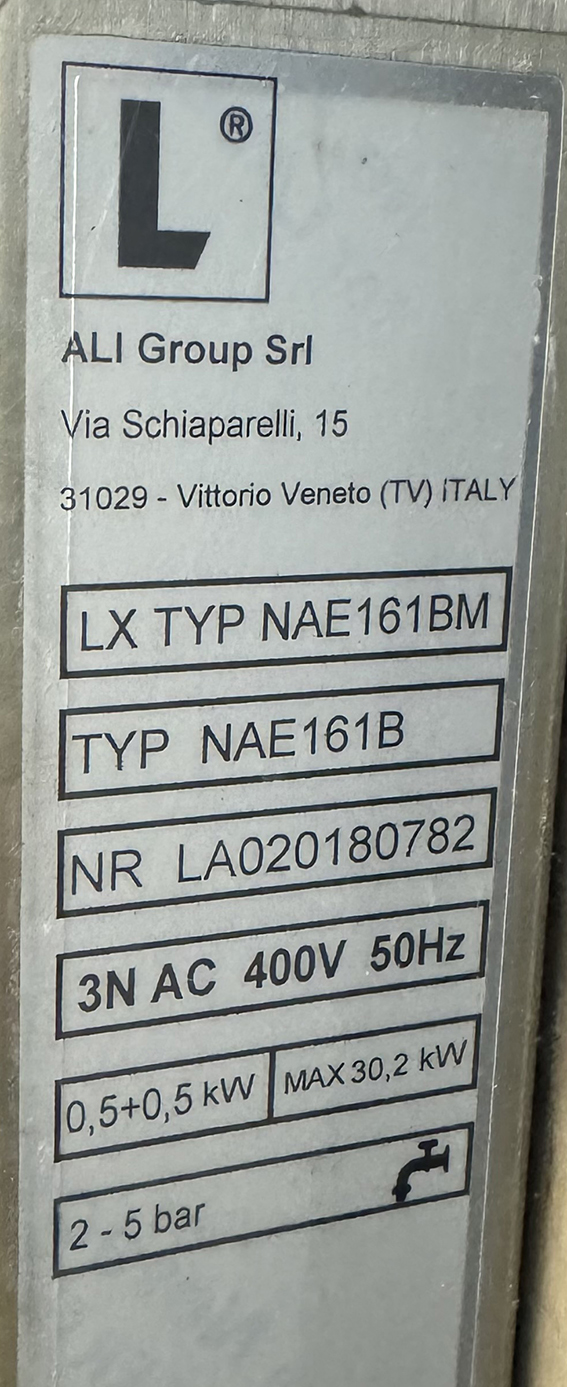 L®
ALI Group Srl
Via Schiaparelli, 15
31029 - Vittorio Veneto (TV) ITALY
LX TYP NAE161BM
TYP NAE161B
NR LA020180782
3N AC 400V 50Hz
0,5+0,5 kW MAX 30,2 kW
2 - 5 bar